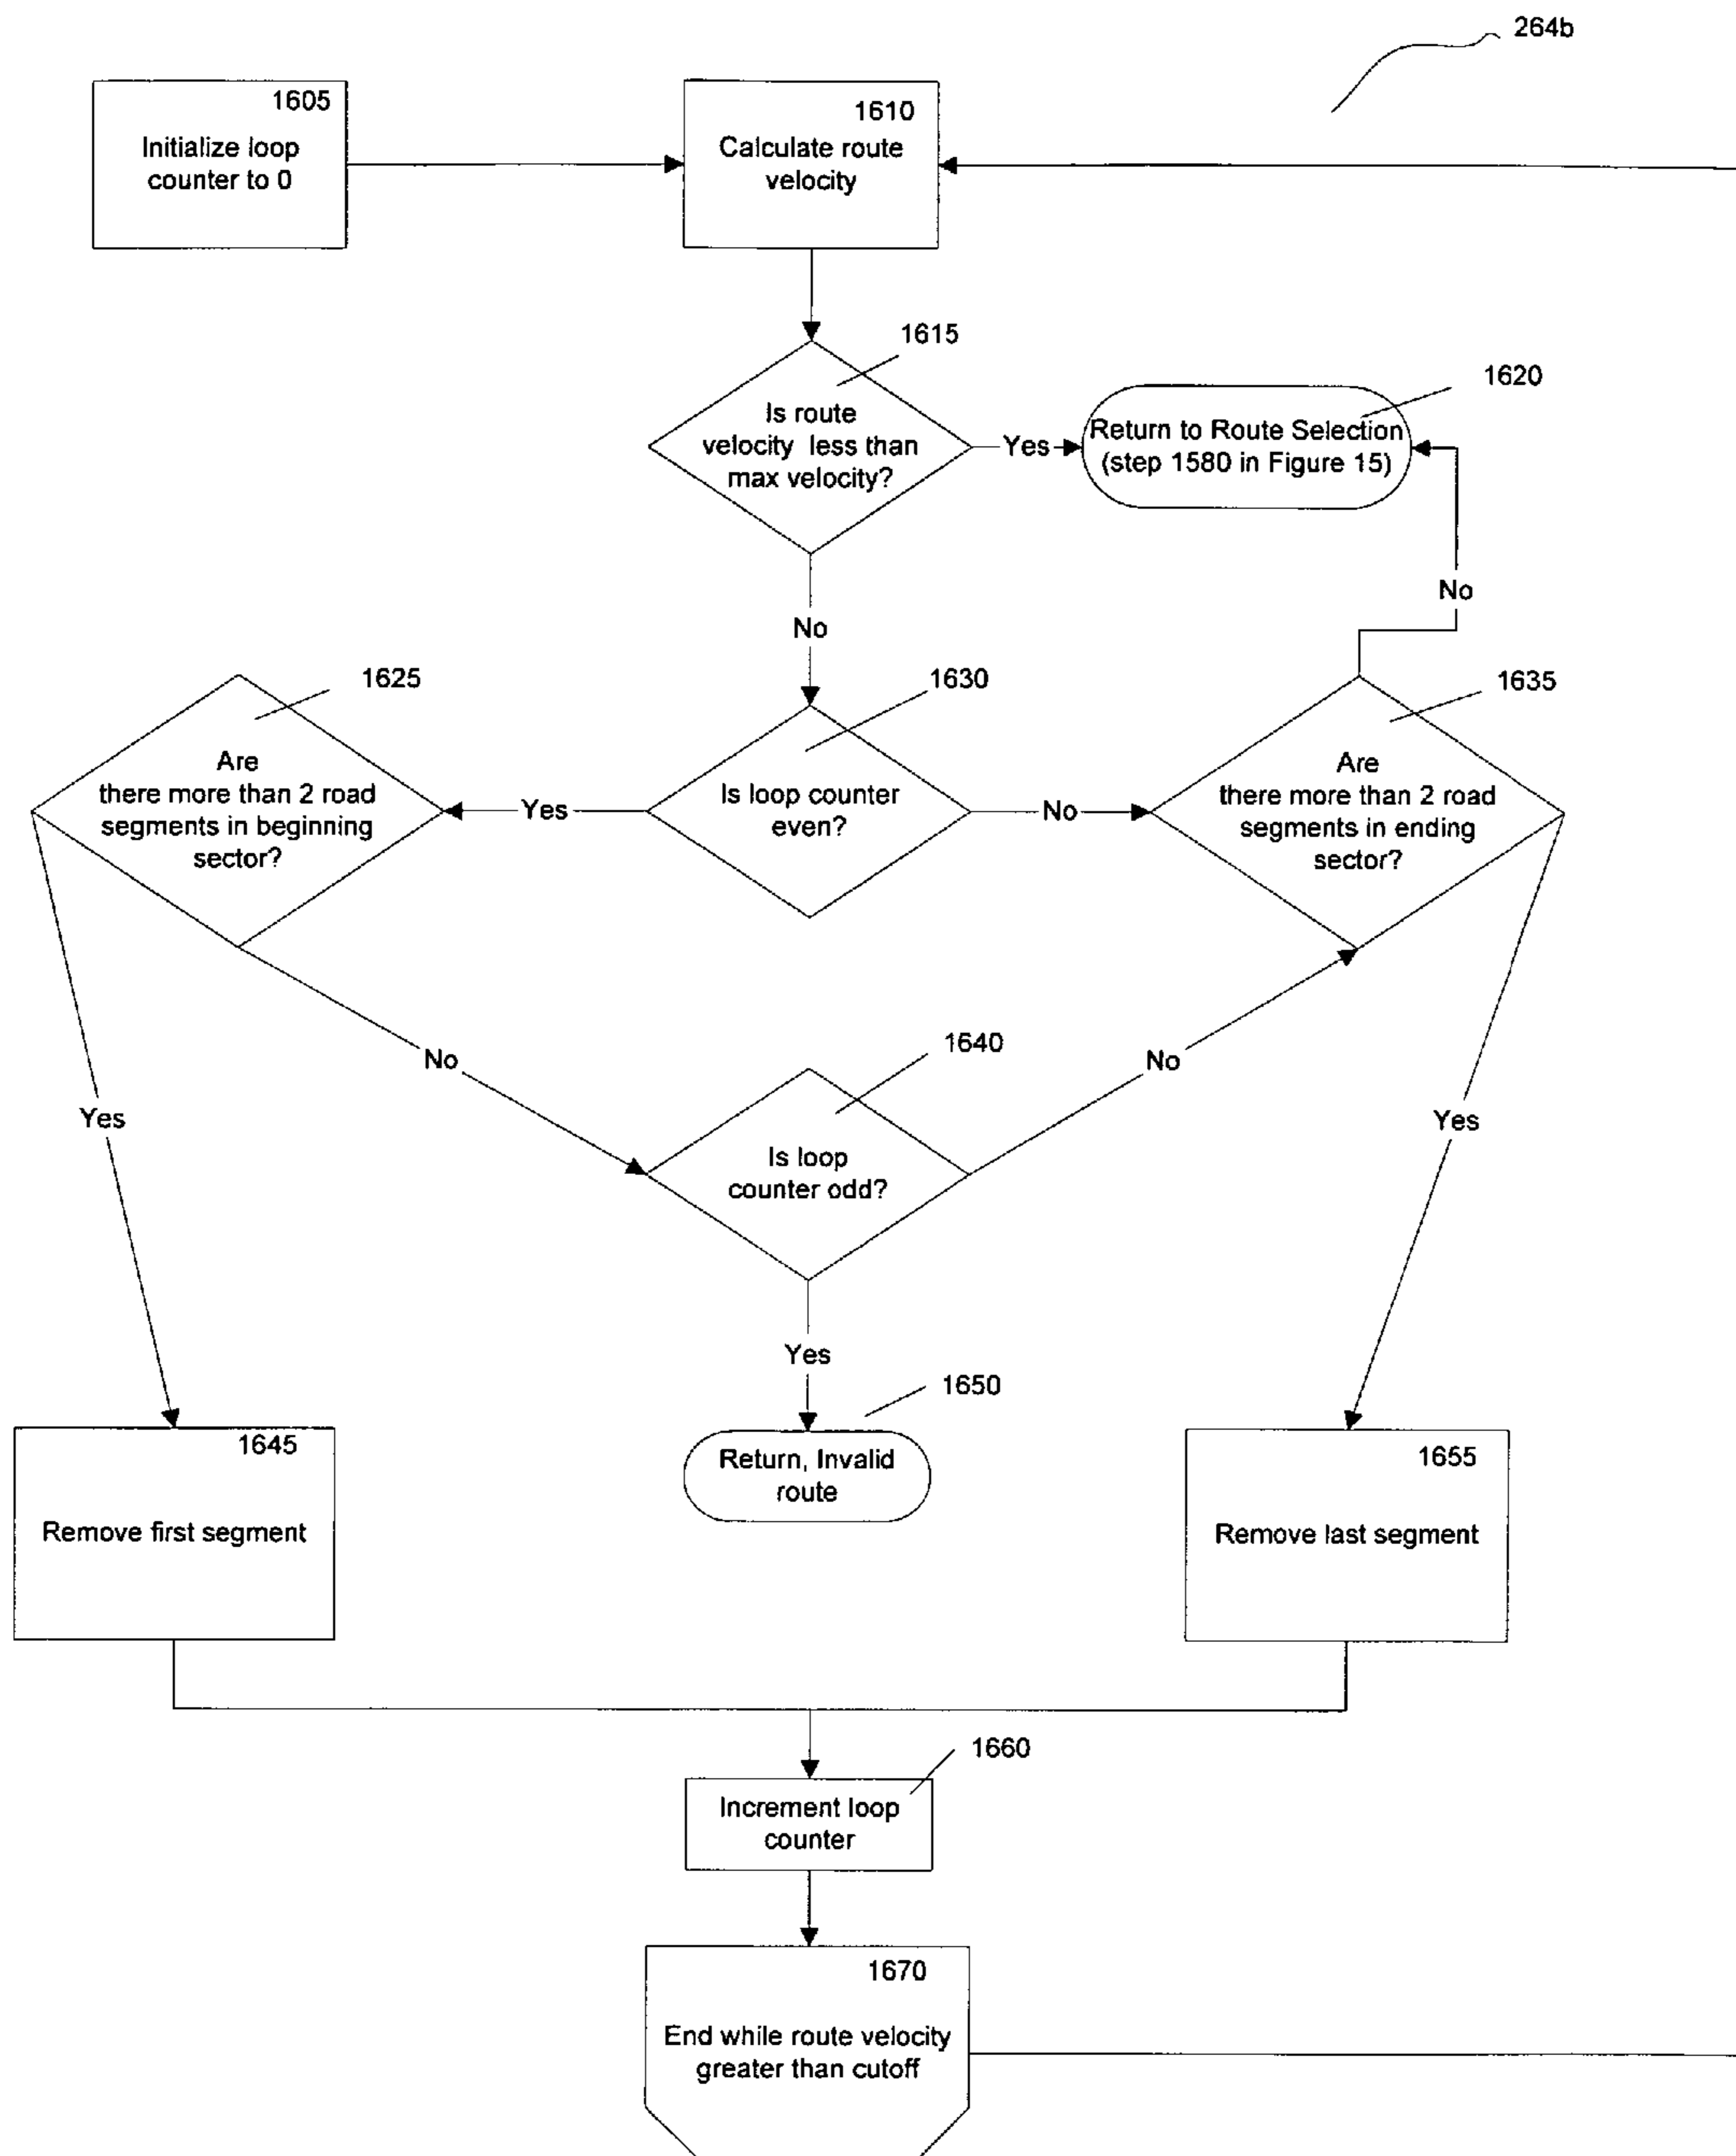 264b
1605
Initialize loop
counter to 0
1610
Calculate route
velocity
1615
Is route
velocity less than
max velocity?
Yes
1620
Return to Route Selection
(step 1580 in Figure 15)
No
No
1625
Are
there more than 2 road
segments in beginning
sector?
Yes
1630
Is loop counter
even?
No
1635
Are
there more than 2 road
segments in ending
sector?
No
1640
Is loop
counter odd?
No
Yes
Yes
Yes
1650
Return, Invalid
route
1645
Remove first segment
1655
Remove last segment
1660
Increment loop
counter
1670
End while route velocity
greater than cutoff